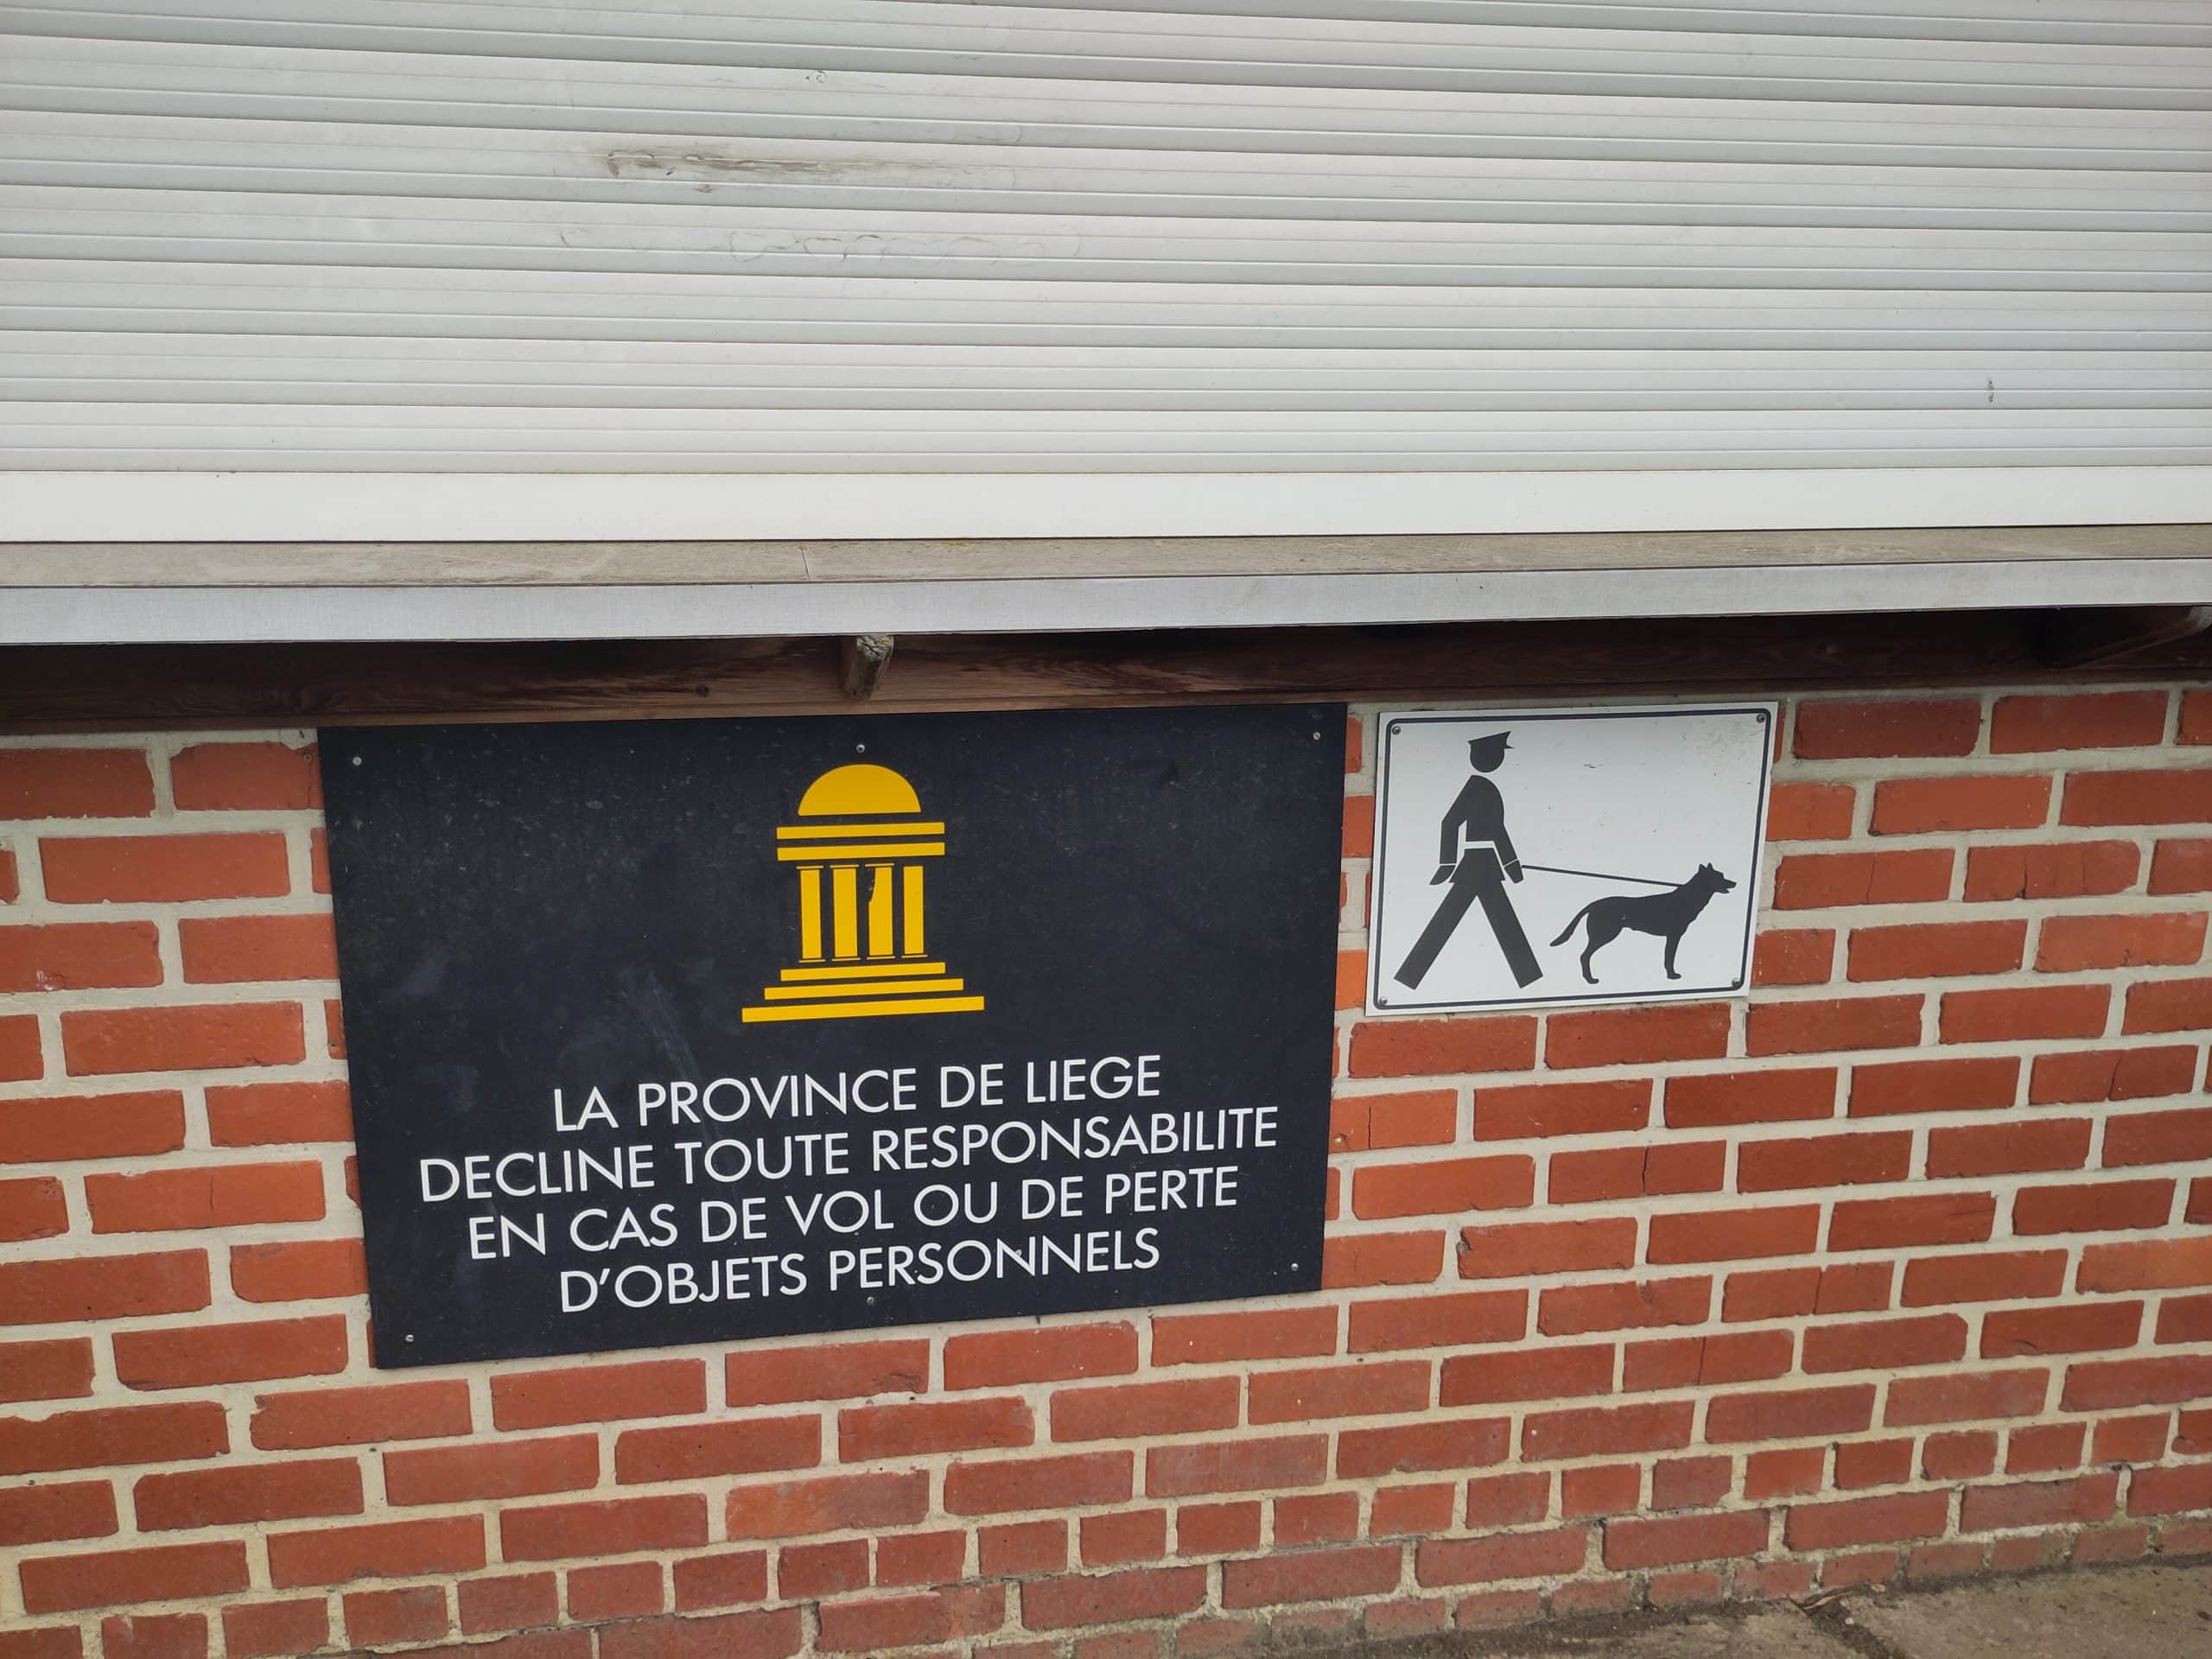 LA PROVINCE DE LIEGE
DECLINE TOUTE RESPONSABILITE
EN CAS DE VOL OU DE PERTE
D'OBJETS PERSONNELS